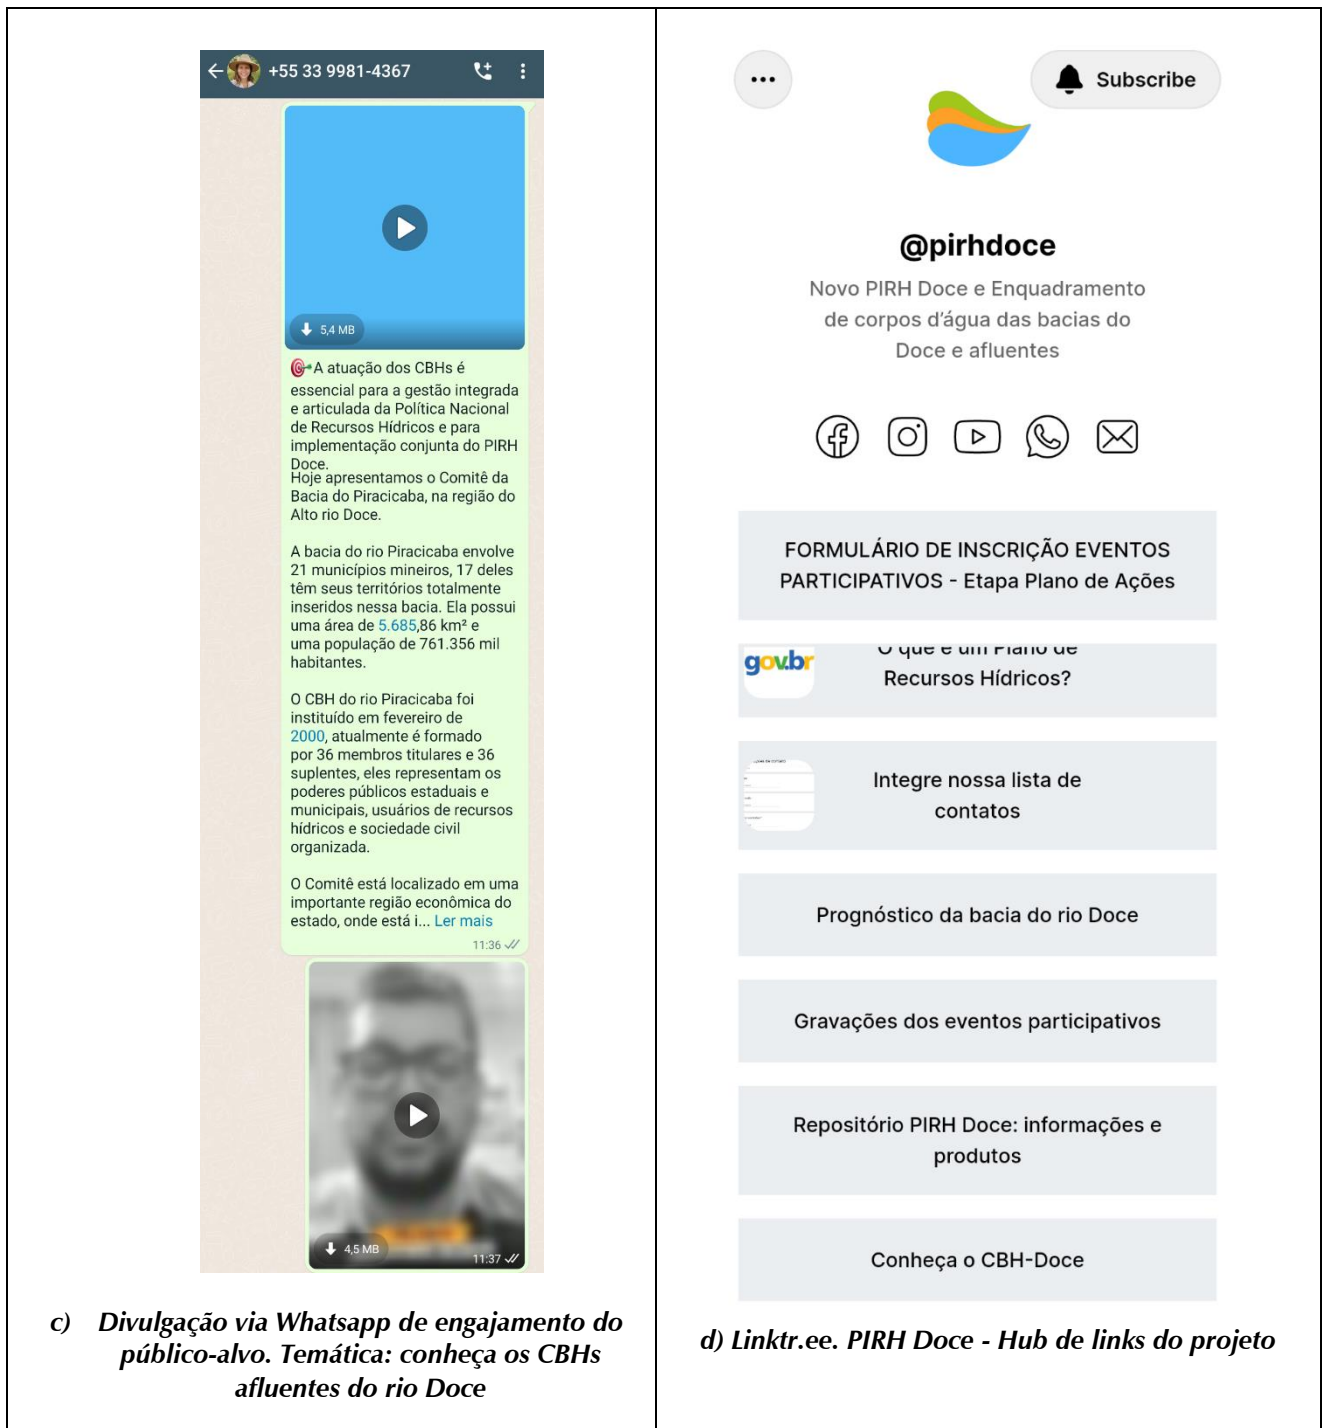 +55 33 9981-4367
5,4 MB
A atuação dos CBHs é
essencial para a gestão integrada
e articulada da Política Nacional
de Recursos Hídricos e para
implementação conjunta do PIRH
Doce.
Hoje apresentamos o Comitê da
Bacia do Piracicaba, na região do
Alto rio Doce.
A bacia do rio Piracicaba envolve
21 municípios mineiros, 17 deles
têm seus territórios totalmente
inseridos nessa bacia. Ela possui
uma área de 5.685,86 km² e
uma população de 761.356 mil
habitantes.
O CBH do rio Piracicaba foi
instituído em fevereiro de
2000, atualmente é formado
por 36 membros titulares e 36
suplentes, eles representam os
poderes públicos estaduais e
municipais, usuários de recursos
hídricos e sociedade civil
organizada.
O Comitê está localizado em uma
importante região econômica do
estado, onde está i... Ler mais
11:36
4,5 MB
11:37
c) Divulgação via Whatsapp de engajamento do
público-alvo. Temática: conheça os CBHs
afluentes do rio Doce
Subscribe
@pirhdoce
Novo PIRH Doce e Enquadramento
de corpos d'água das bacias do
Doce e afluentes
FORMULÁRIO DE INSCRIÇÃO EVENTOS
PARTICIPATIVOS - Etapa Plano de Ações
gov.br
O que é um Plano de
Recursos Hídricos?
Integre nossa lista de
contatos
Prognóstico da bacia do rio Doce
Gravações dos eventos participativos
Repositório PIRH Doce: informações e
produtos
Conheça o CBH-Doce
d) Linktr.ee. PIRH Doce - Hub de links do projeto